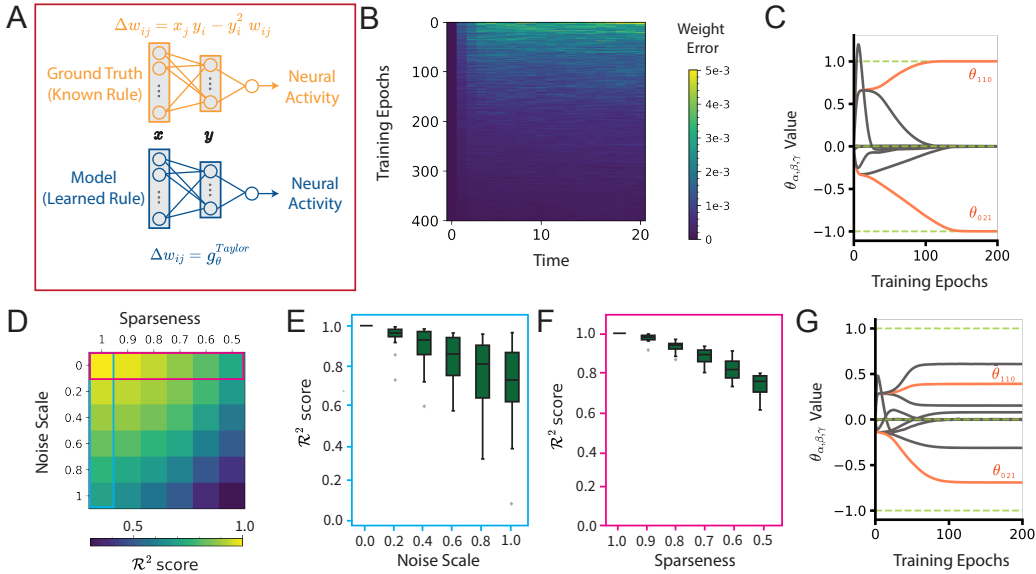 A
Δw_ij = x_j y_i − y_i^2 w_ij
Ground Truth
(Known Rule)
Neural
Activity
x
y
Model
(Learned Rule)
Neural
Activity
Δw_ij = g_θ^Taylor
B
Training Epochs
0
100
200
300
400
0
10
20
Time
Weight
Error
5e-3
4e-3
3e-3
2e-3
1e-3
0
C
θ_α,β,γ Value
1.0
0.5
0.0
−0.5
−1.0
θ_110
θ_021
0
100
200
Training Epochs
D
Sparseness
1
0.9
0.8
0.7
0.6
0.5
Noise Scale
0
0.2
0.4
0.6
0.8
1
0.5
1.0
R^2 score
E
R^2 score
1.0
0.8
0.6
0.4
0.2
0.0
0.0
0.2
0.4
0.6
0.8
1.0
Noise Scale
F
R^2 score
1.0
0.8
0.6
0.4
0.2
0.0
1.0
0.9
0.8
0.7
0.6
0.5
Sparseness
G
θ_α,β,γ Value
1.0
0.5
0.0
−0.5
−1.0
θ_110
θ_021
0
100
200
Training Epochs